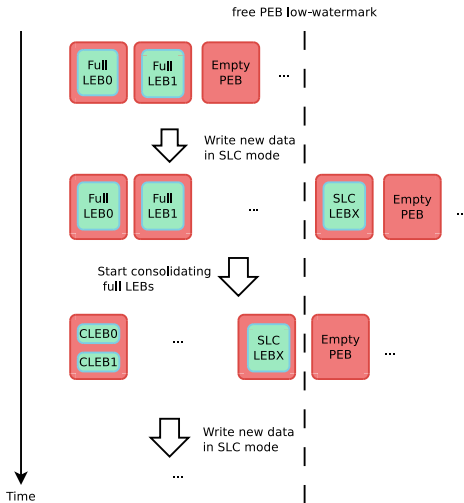 free PEB low-watermark
Full
LEB0
Full
LEB1
Empty
PEB
...
Write new data
in SLC mode
Full
LEB0
Full
LEB1
...
SLC
LEBX
Empty
PEB
...
Start consolidating
full LEBs
CLEB0
CLEB1
...
SLC
LEBX
Empty
PEB
...
Write new data
in SLC mode
...
Time